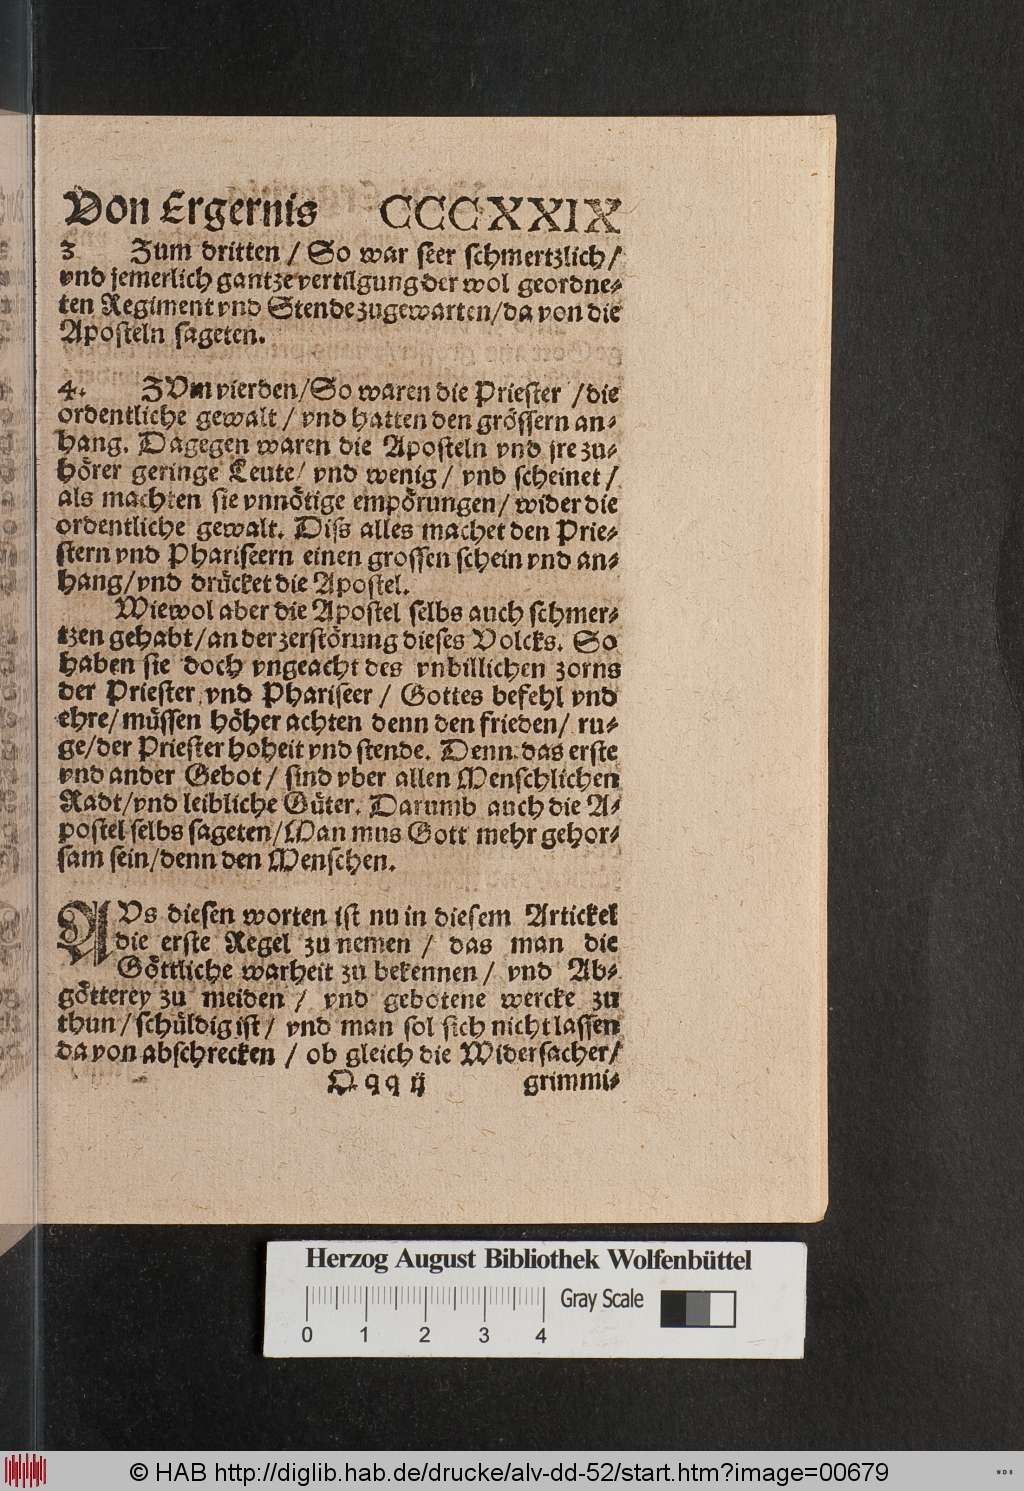 Von Ergernis CCCXXIX
3 Zum dritten / So war seer schmertzlich /
vnd jemerlich gantze vertilgung der wol geordne-
ten Regiment vnd Stende zugewarten / da von die
Aposteln sageten.
4. ZVm vierden / So waren die Priester / die
ordentliche gewalt / vnd hatten den grössern an-
hang. Dagegen waren die Aposteln vnd jre zu-
hörer geringe Leute / vnd wenig / vnd scheinet /
als machten sie vnnötige empörungen / wider die
ordentliche gewalt. Diss alles machet den Prie-
stern vnd Phariseern einen grossen schein vnd an-
hang / vnd drücket die Apostel.
Wiewol aber die Apostel selbs auch schmer-
tzen gehabt / an der zerstörung dieses Volcks. So
haben sie doch vngeacht des vnbillichen zorns
der Priester vnd Phariseer / Gottes befehl vnd
ehre / müssen höher achten denn den frieden / ru-
ge / der Priester hoheit vnd stende. Denn das erste
vnd ander Gebot / sind vber allen Menschlichen
Radt / vnd leibliche Güter. Darumb auch die A-
postel selbs sageten / Man mus Gott mehr gehor-
sam sein / denn den Menschen.
AVs diesen worten ist nu in diesem Artickel
die erste Regel zu nemen / das man die
Göttliche warheit zu bekennen / vnd Ab-
götterey zu meiden / vnd gebotene wercke zu
thun / schüldig ist / vnd man sol sich nicht lassen
da von abschrecken / ob gleich die Widersacher /
Qqqq ij grimmi-
Herzog August Bibliothek Wolfenbüttel
Gray Scale
0 1 2 3 4
© HAB http://diglib.hab.de/drucke/alv-dd-52/start.htm?image=00679
WDB